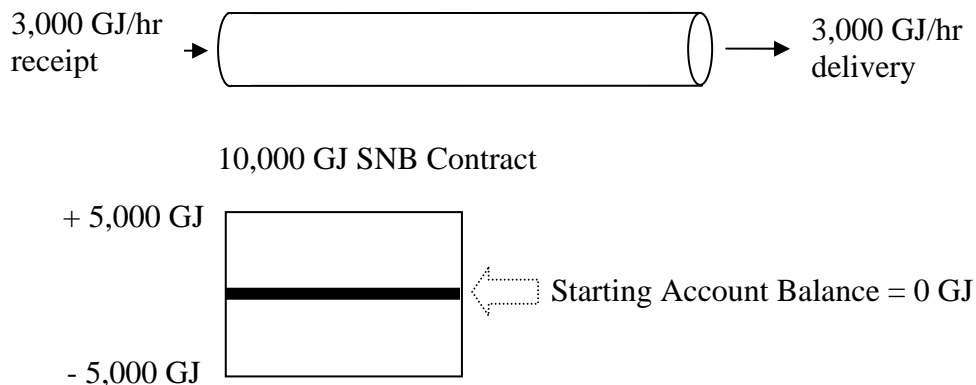 3,000 GJ/hr
receipt
3,000 GJ/hr
delivery
10,000 GJ SNB Contract
+ 5,000 GJ
Starting Account Balance = 0 GJ
- 5,000 GJ